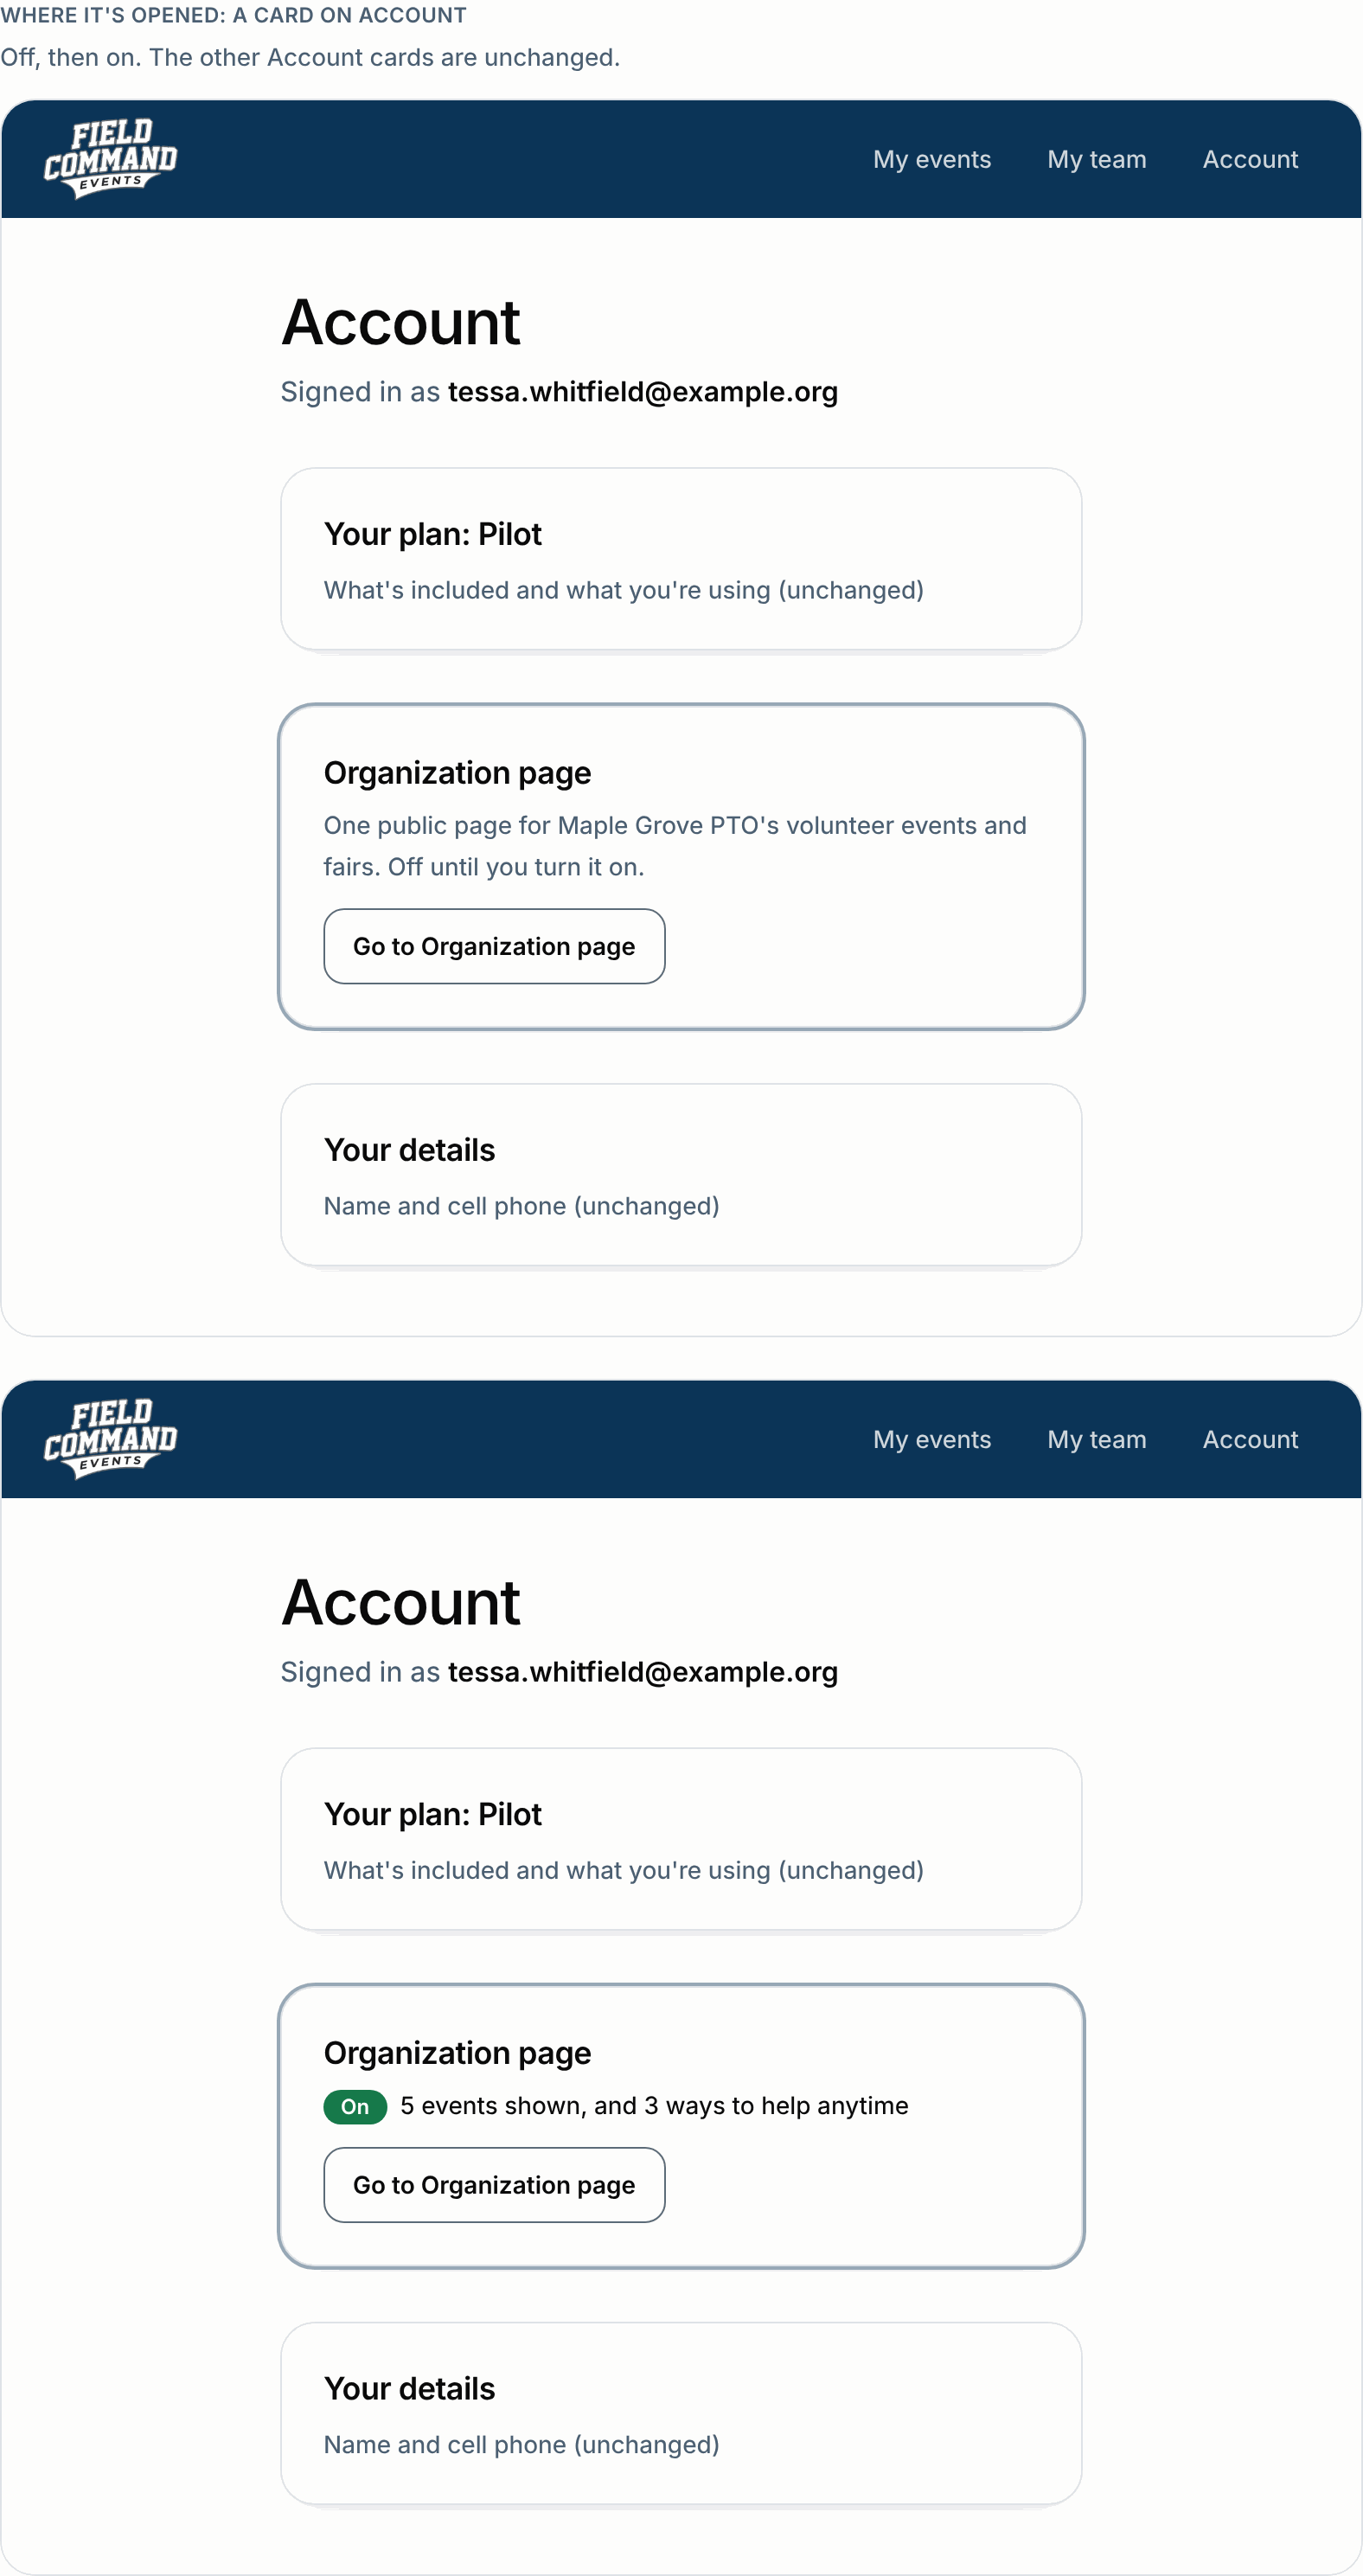 WHERE IT'S OPENED: A CARD ON ACCOUNT
Off, then on. The other Account cards are unchanged.
FIELD
COMMAND
EVENTS
My events
My team
Account
Account
Signed in as tessa.whitfield@example.org
Your plan: Pilot
What's included and what you're using (unchanged)
Organization page
One public page for Maple Grove PTO's volunteer events and
fairs. Off until you turn it on.
Go to Organization page
Your details
Name and cell phone (unchanged)
FIELD
COMMAND
EVENTS
My events
My team
Account
Account
Signed in as tessa.whitfield@example.org
Your plan: Pilot
What's included and what you're using (unchanged)
Organization page
On 5 events shown, and 3 ways to help anytime
Go to Organization page
Your details
Name and cell phone (unchanged)